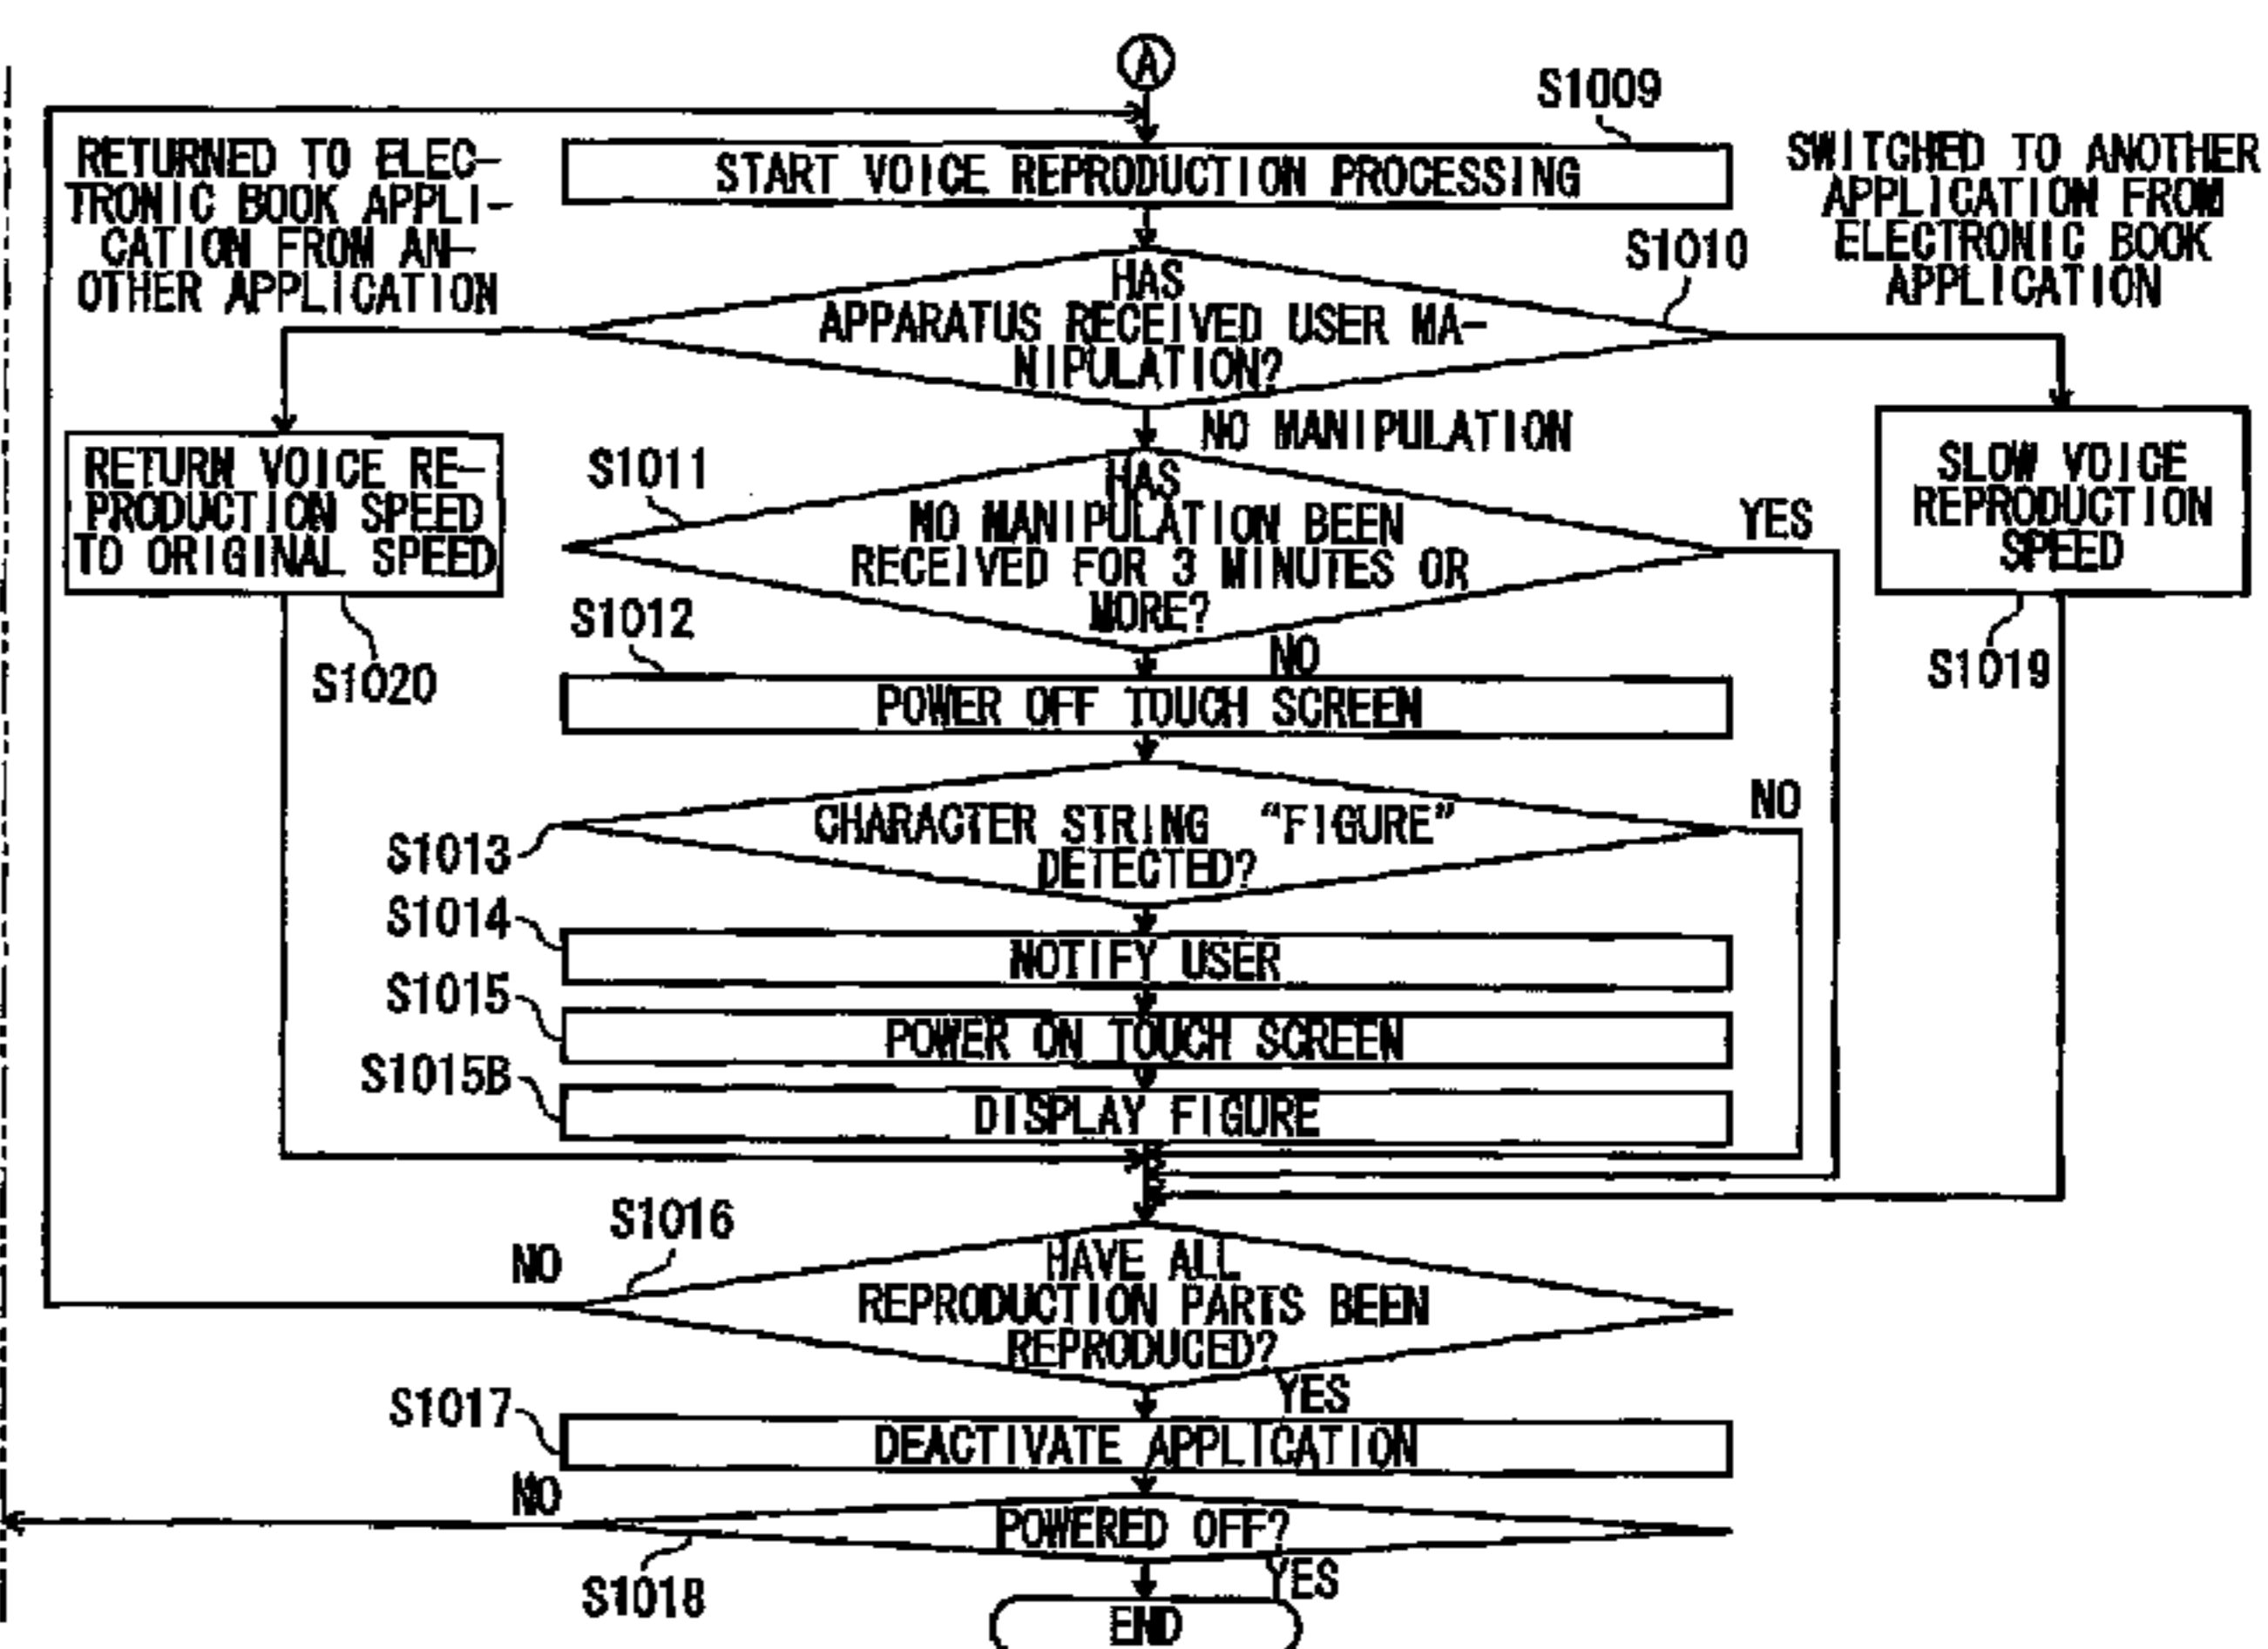 A
S1009
START VOICE REPRODUCTION PROCESSING
RETURNED TO ELEC-
TRONIC BOOK APPLI-
CATION FROM AN-
OTHER APPLICATION
SWITCHED TO ANOTHER
APPLICATION FROM
ELECTRONIC BOOK
APPLICATION
S1010
HAS
APPARATUS RECEIVED USER MA-
NIPULATION?
NO MANIPULATION
RETURN VOICE RE-
PRODUCTION SPEED
TO ORIGINAL SPEED
S1020
S1011
HAS
NO MANIPULATION BEEN
RECEIVED FOR 3 MINUTES OR
MORE?
YES
NO
SLOW VOICE
REPRODUCTION
SPEED
S1019
S1012
POWER OFF TOUCH SCREEN
S1013
CHARACTER STRING “FIGURE”
DETECTED?
NO
S1014
NOTIFY USER
S1015
POWER ON TOUCH SCREEN
S1015B
DISPLAY FIGURE
S1016
NO
HAVE ALL
REPRODUCTION PARTS BEEN
REPRODUCED?
YES
S1017
DEACTIVATE APPLICATION
NO
POWERED OFF?
S1018
YES
END